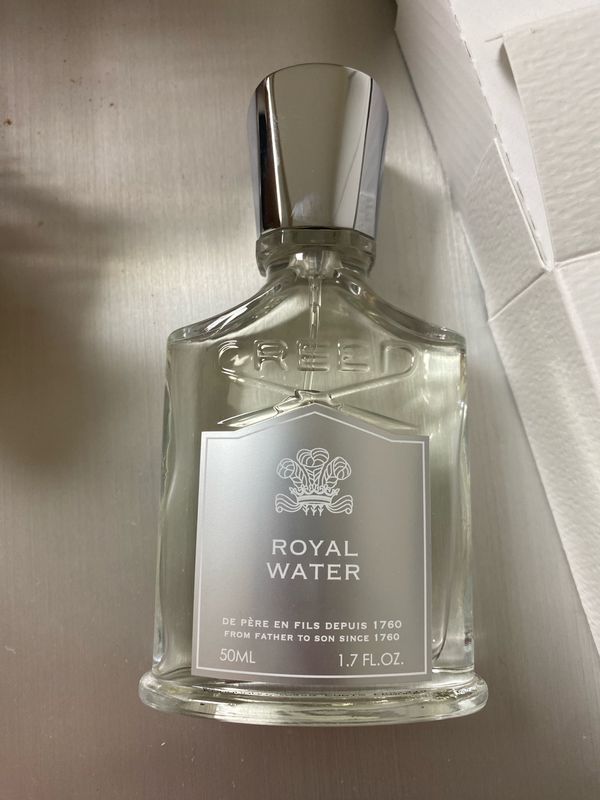 CREED
ROYAL
WATER
DE PÈRE EN FILS DEPUIS 1760
FROM FATHER TO SON SINCE 1760
50ML 1.7 FL.OZ.